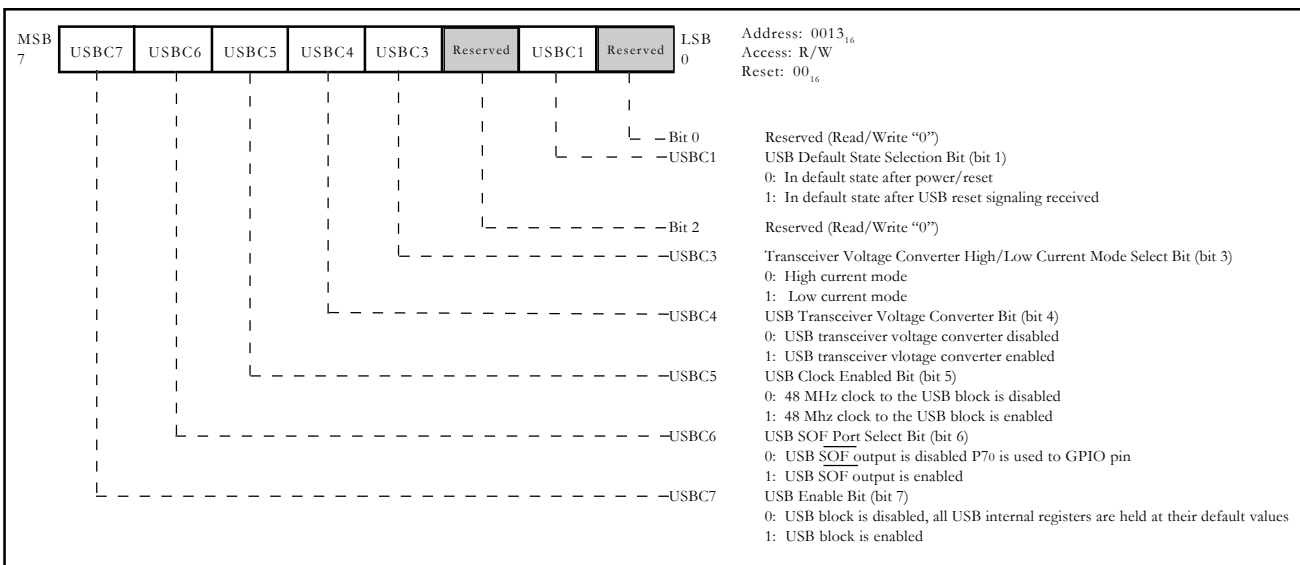 MSB
7
USBC7 USBC6 USBC5 USBC4 USBC3 Reserved USBC1 Reserved
LSB
0
Address: 0013₁₆
Access: R/W
Reset: 00₁₆
Bit 0 Reserved (Read/Write “0”)
USBC1 USB Default State Selection Bit (bit 1)
0: In default state after power/reset
1: In default state after USB reset signaling received
Bit 2 Reserved (Read/Write “0”)
USBC3 Transceiver Voltage Converter High/Low Current Mode Select Bit (bit 3)
0: High current mode
1: Low current mode
USBC4 USB Transceiver Voltage Converter Bit (bit 4)
0: USB transceiver voltage converter disabled
1: USB transceiver vlotage converter enabled
USBC5 USB Clock Enabled Bit (bit 5)
0: 48 MHz clock to the USB block is disabled
1: 48 Mhz clock to the USB block is enabled
USBC6 USB SOF Port Select Bit (bit 6)
0: USB SOF output is disabled P70 is used to GPIO pin
1: USB SOF output is enabled
USBC7 USB Enable Bit (bit 7)
0: USB block is disabled, all USB internal registers are held at their default values
1: USB block is enabled